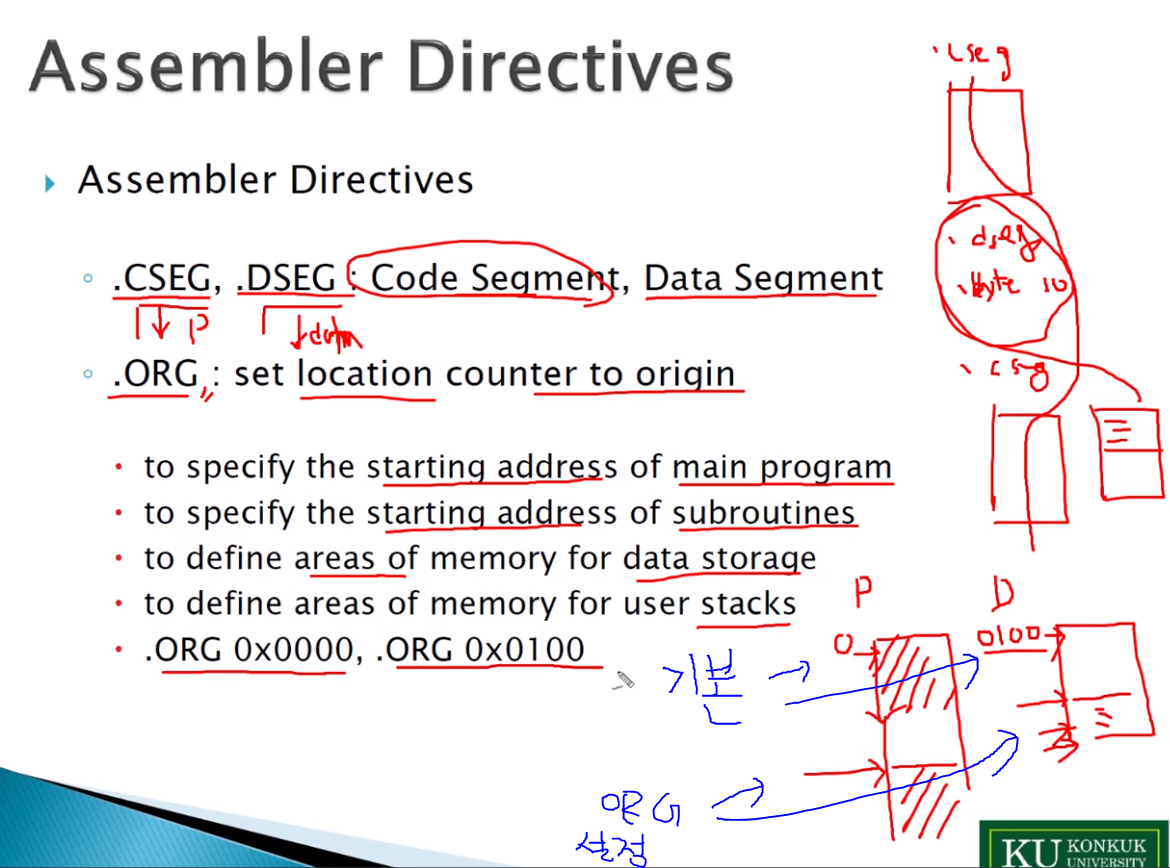 Assembler Directives
.cseg
Assembler Directives
.dseg
.CSEG, .DSEG : Code Segment, Data Segment
.byte 10
P
data
.cseg
.ORG : set location counter to origin
to specify the starting address of main program
to specify the starting address of subroutines
to define areas of memory for data storage
P
D
to define areas of memory for user stacks
0
0100
.ORG 0x0000, .ORG 0x0100
기본
ORG
설정
KU KONKUK
UNIVERSITY